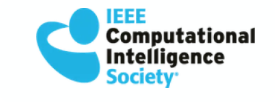 IEEE
Computational
Intelligence
Society®